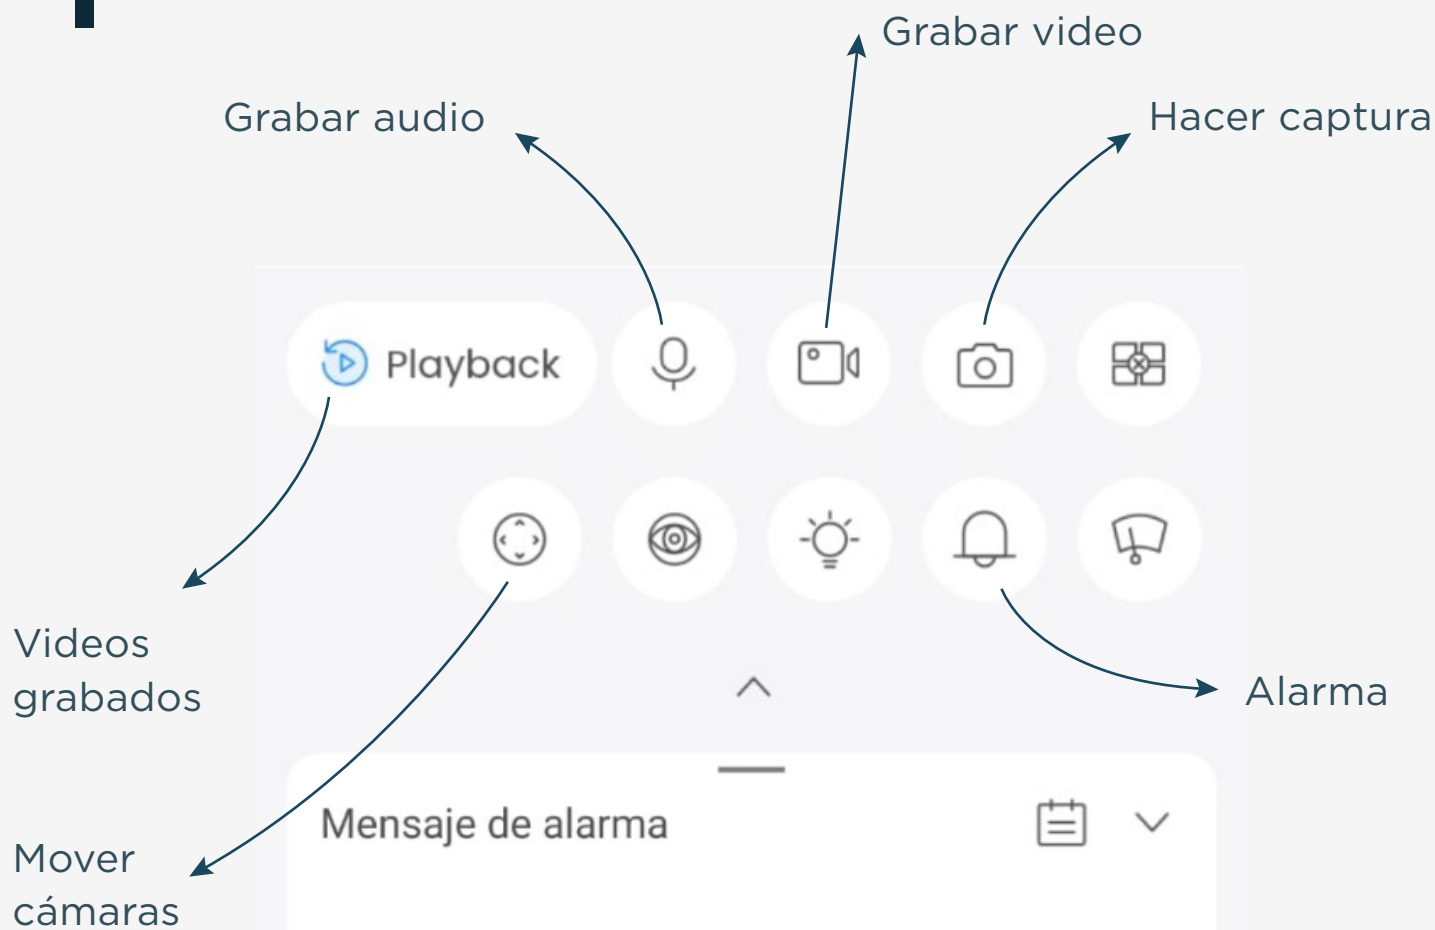 Grabar video
Grabar audio
Hacer captura
Playback
Videos
grabados
Alarma
Mensaje de alarma
Mover
cámaras